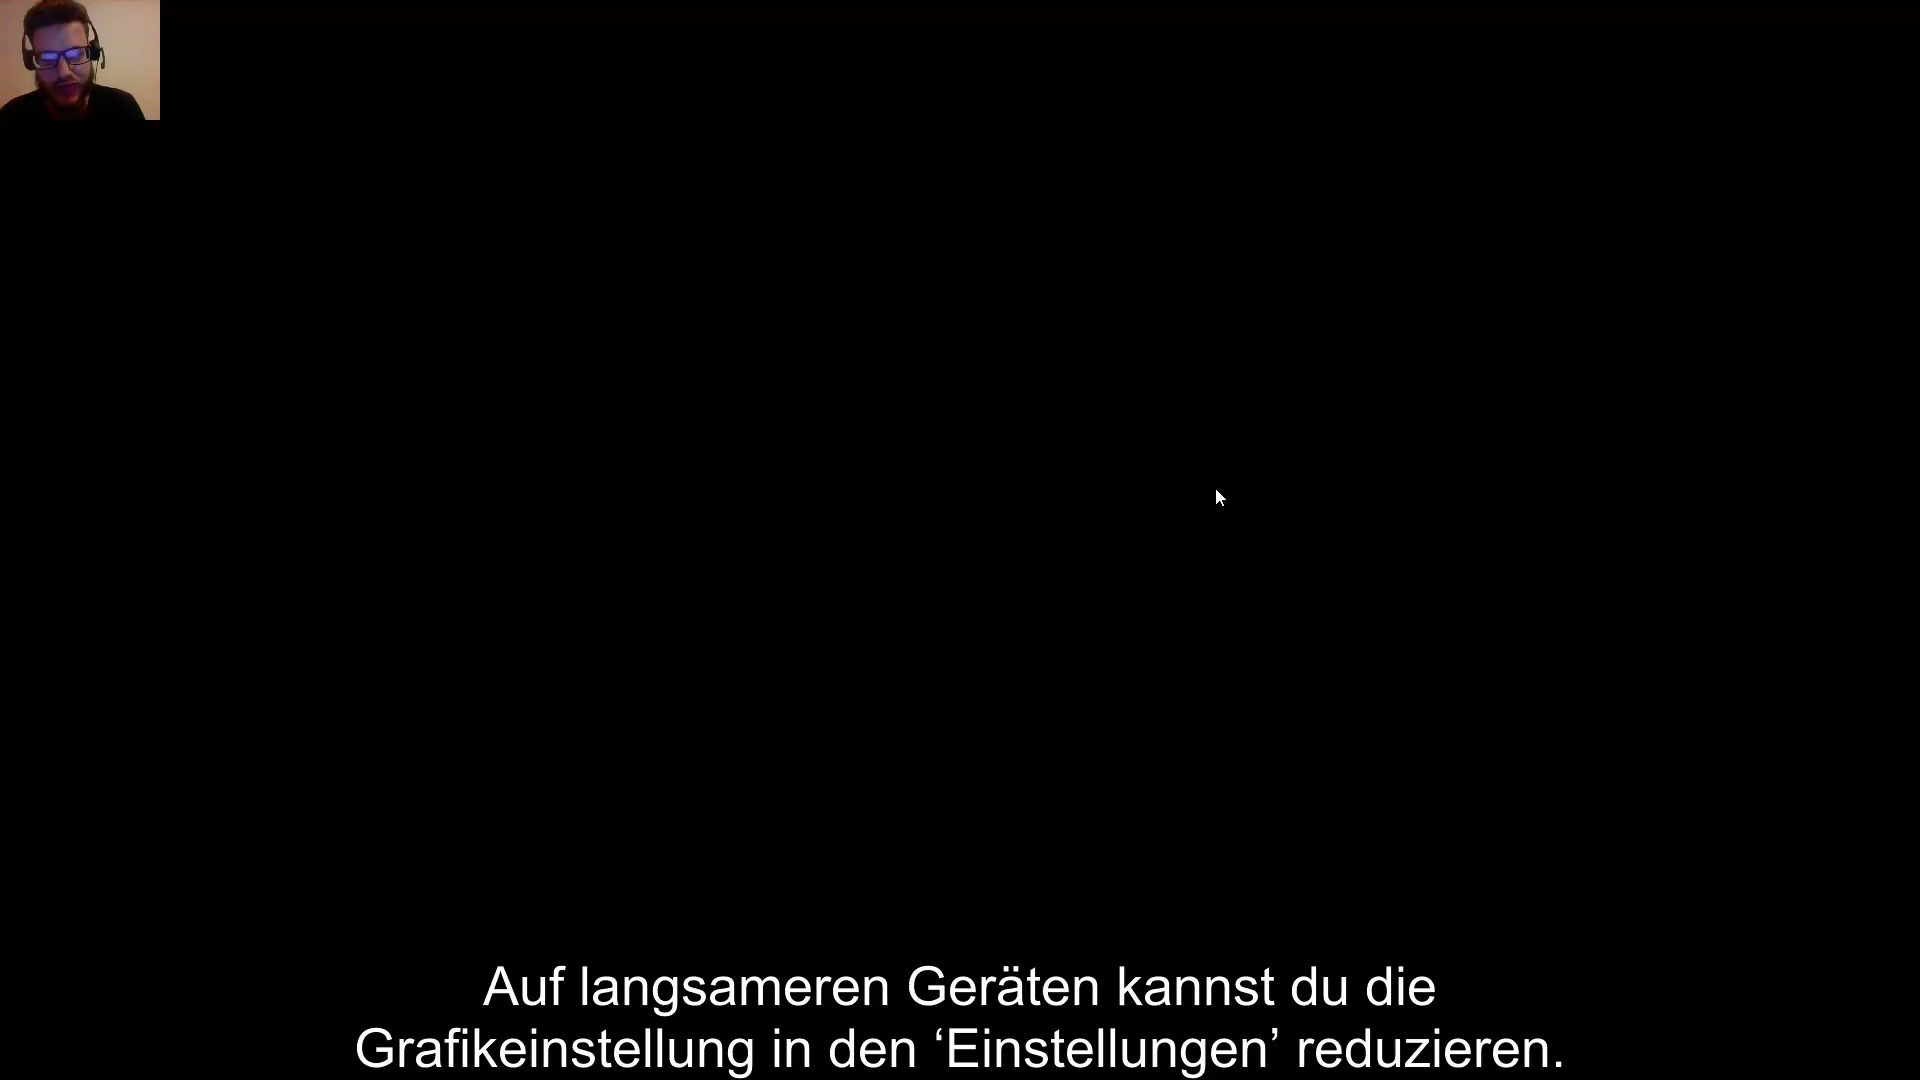 Auf langsameren Geräten kannst du die
Grafikeinstellung in den ‘Einstellungen’ reduzieren.